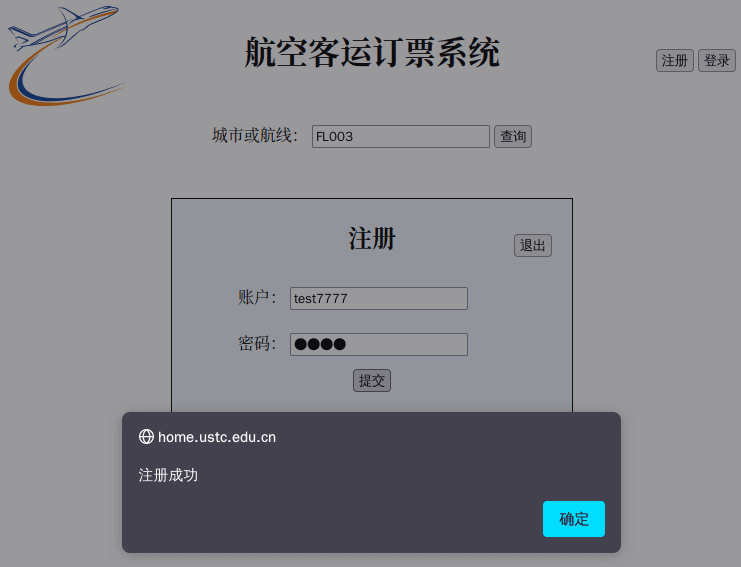 航空客运订票系统
注册 登录
城市或航线： FL003 查询
注册
退出
账户： test7777
密码： ●●●●
提交
home.ustc.edu.cn
注册成功
确定